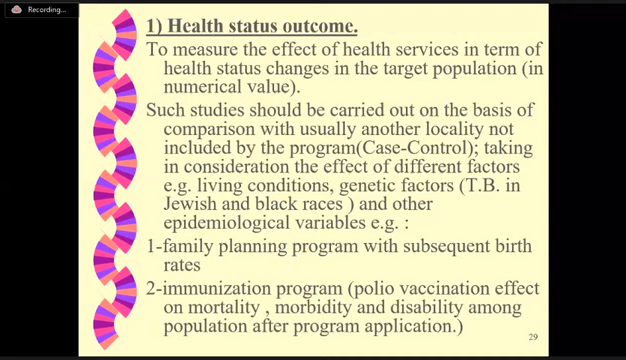 Recording...
1) Health status outcome.
To measure the effect of health services in term of
health status changes in the target population (in
numerical value).
Such studies should be carried out on the basis of
comparison with usually another locality not
included by the program(Case-Control); taking
in consideration the effect of different factors
e.g. living conditions, genetic factors (T.B. in
Jewish and black races ) and other
epidemiological variables e.g. :
1-family planning program with subsequent birth
rates
2-immunization program (polio vaccination effect
on mortality , morbidity and disability among
population after program application.)
29